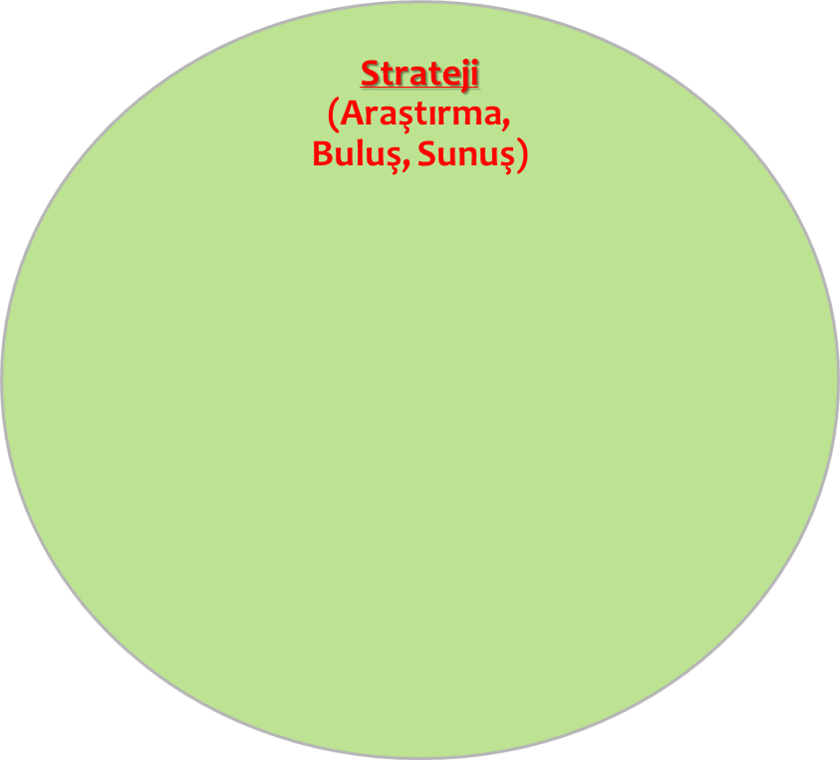 Strateji
(Araştırma,
Buluş, Sunuş)